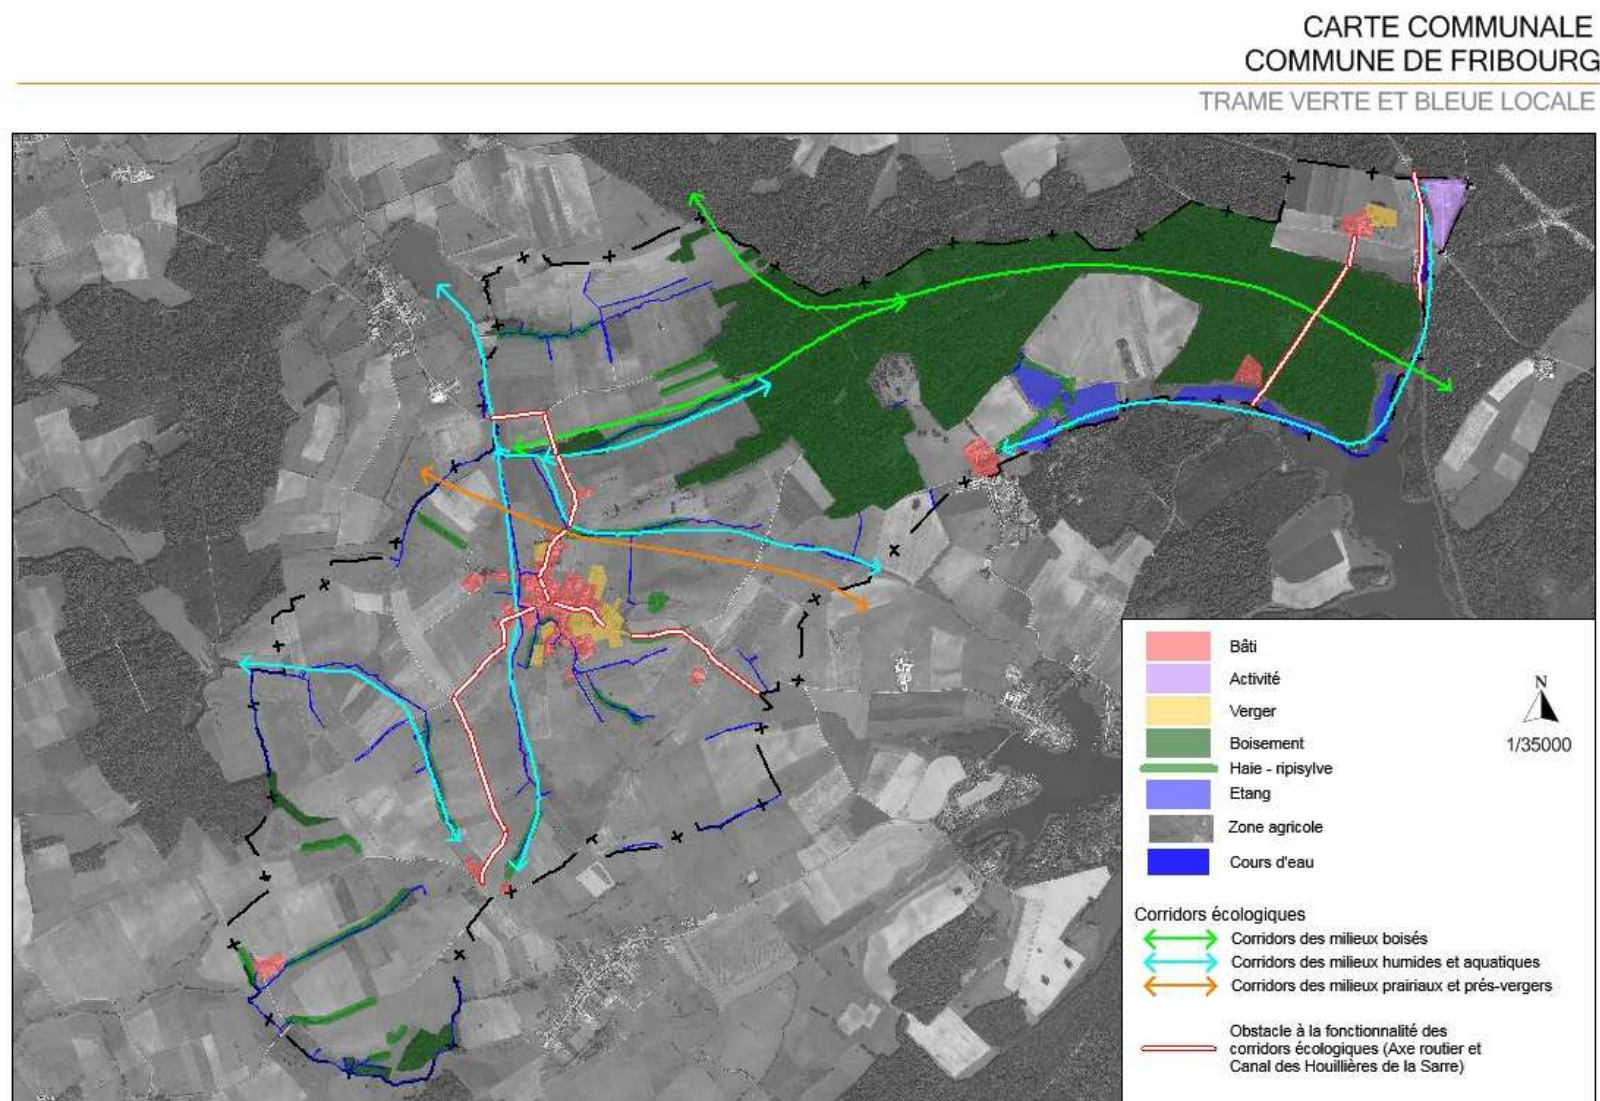 CARTE COMMUNALE
COMMUNE DE FRIBOURG
TRAME VERTE ET BLEUE LOCALE
Bâti
Activité
Verger
Boisement
Haie - ripisylve
Etang
Zone agricole
Cours d'eau
N
1/35000
Corridors écologiques
Corridors des milieux boisés
Corridors des milieux humides et aquatiques
Corridors des milieux prairiaux et prés-vergers
Obstacle à la fonctionnalité des
corridors écologiques (Axe routier et
Canal des Houillières de la Sarre)